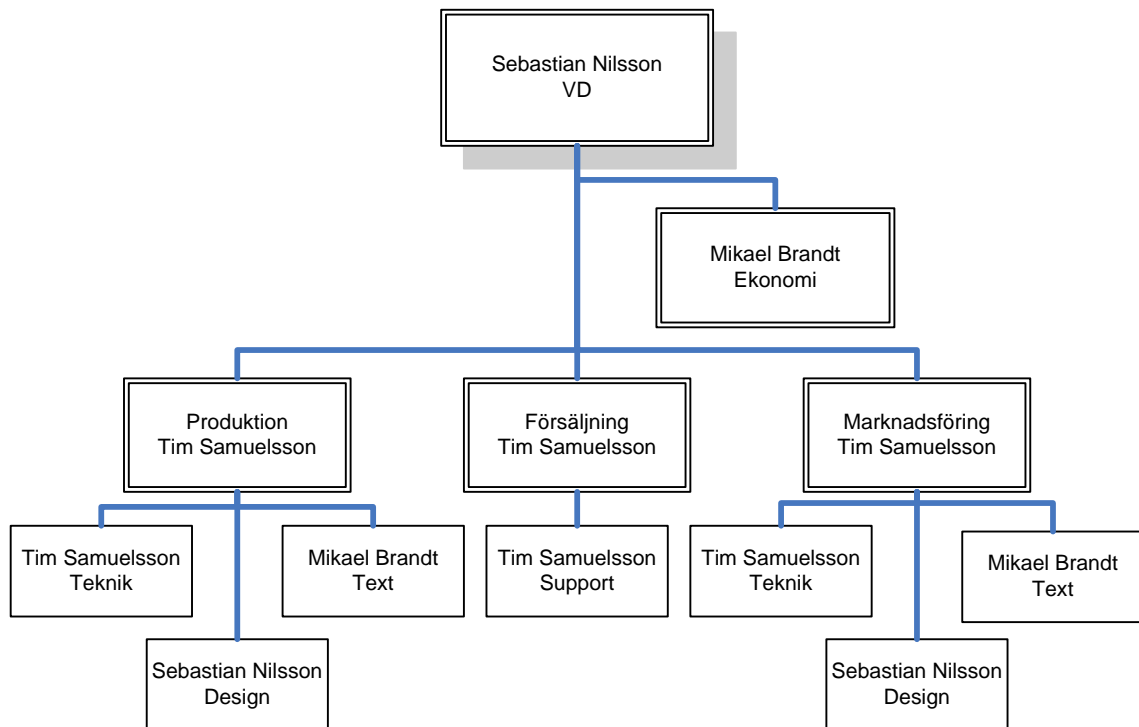 Sebastian Nilsson
VD
Mikael Brandt
Ekonomi
Produktion
Tim Samuelsson
Försäljning
Tim Samuelsson
Marknadsföring
Tim Samuelsson
Tim Samuelsson
Teknik
Mikael Brandt
Text
Tim Samuelsson
Support
Tim Samuelsson
Teknik
Mikael Brandt
Text
Sebastian Nilsson
Design
Sebastian Nilsson
Design